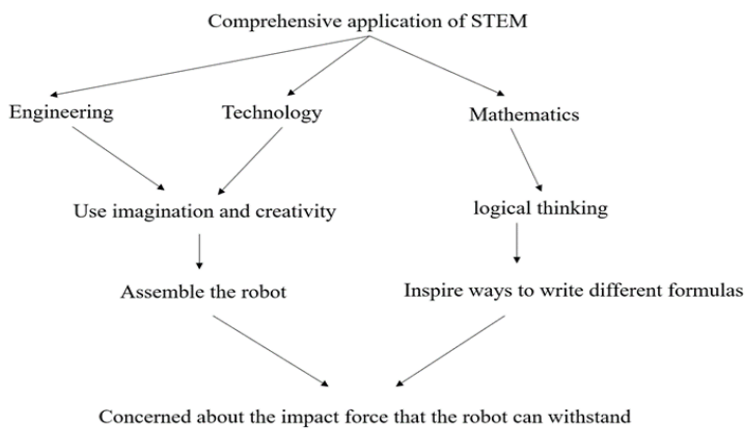 Comprehensive application of STEM
Engineering
Technology
Mathematics
Use imagination and creativity
logical thinking
Assemble the robot
Inspire ways to write different formulas
Concerned about the impact force that the robot can withstand